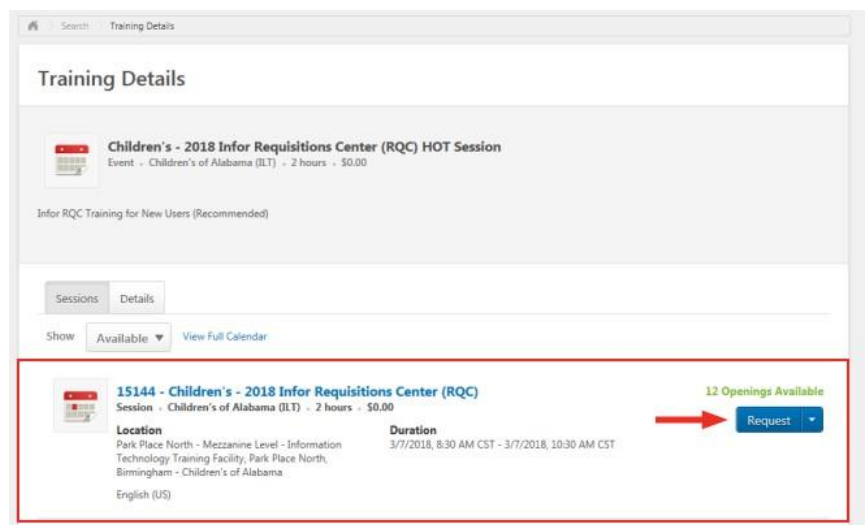 Search Training Details
Training Details
Children's - 2018 Infor Requisitions Center (RQC) HOT Session
Event • Children's of Alabama (ILT) • 2 hours • $0.00
Infor RQC Training for New Users (Recommended)
Sessions Details
Show Available ▼ View Full Calendar
15144 - Children's - 2018 Infor Requisitions Center (RQC)
12 Openings Available
Session • Children's of Alabama (ILT) • 2 hours • $0.00
Request
Location
Park Place North - Mezzanine Level - Information
Technology Training Facility, Park Place North,
Birmingham - Children's of Alabama
Duration
3/7/2018, 8:30 AM CST - 3/7/2018, 10:30 AM CST
English (US)